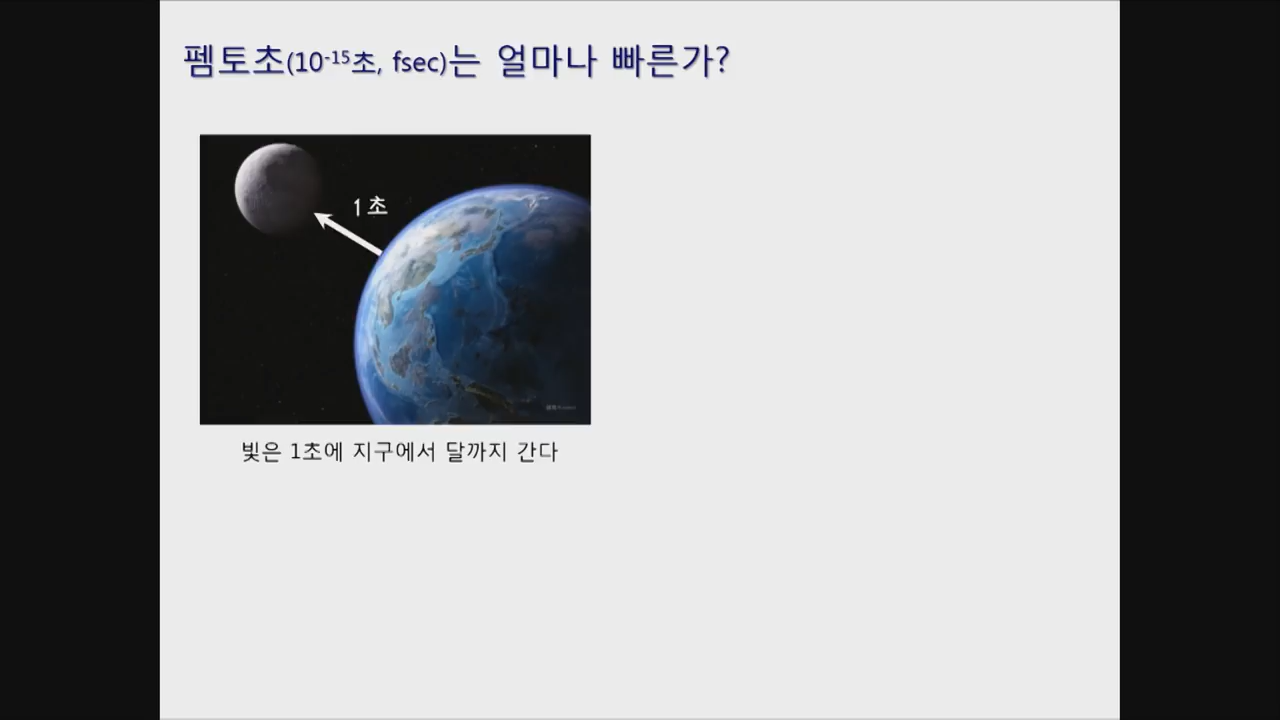 펨토초(10⁻¹⁵초, fsec)는 얼마나 빠른가?
1초
빛은 1초에 지구에서 달까지 간다